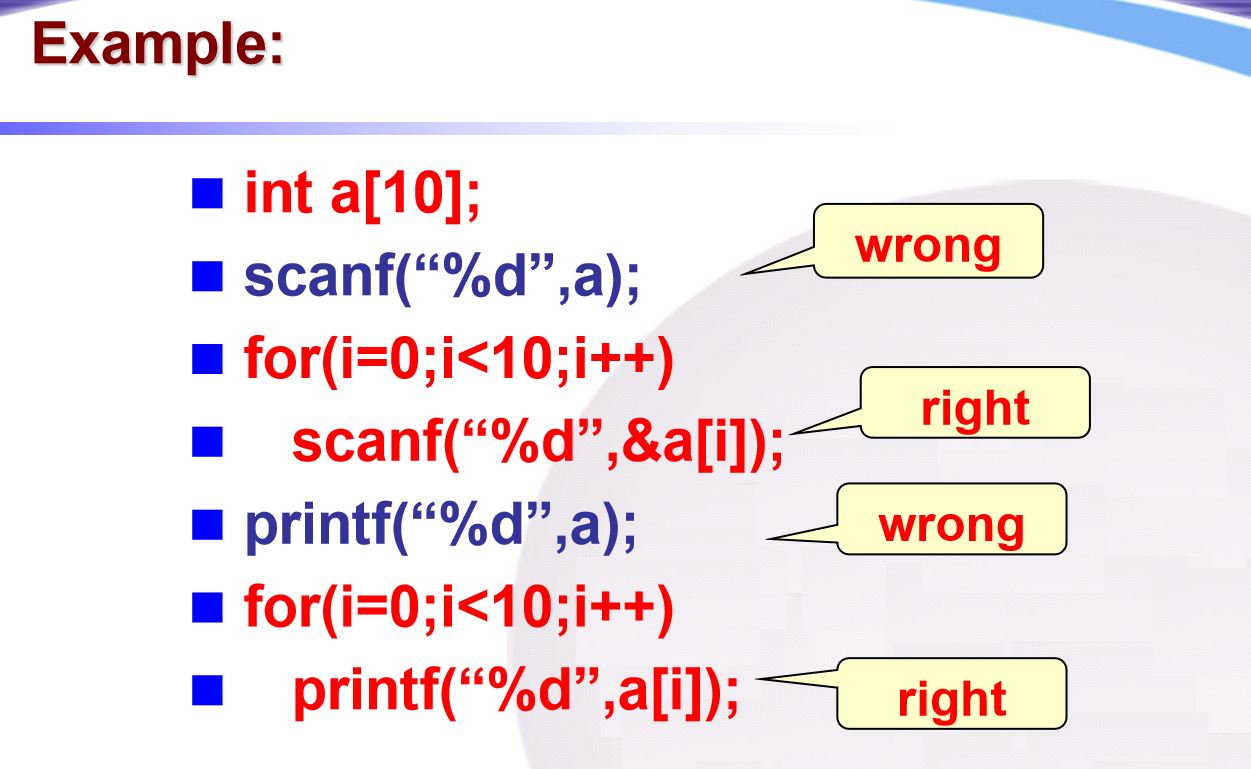 Example:
int a[10];
wrong
scanf(“%d”,a);
for(i=0;i<10;i++)
right
scanf(“%d”,&a[i]);
printf(“%d”,a);
wrong
for(i=0;i<10;i++)
printf(“%d”,a[i]);
right